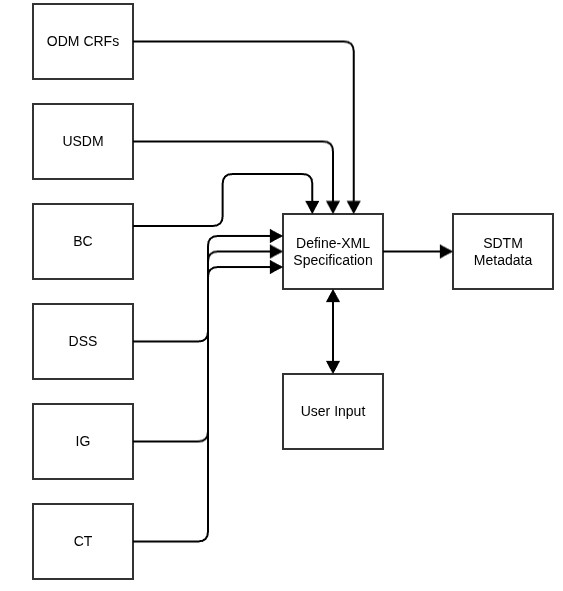 ODM CRFs
USDM
BC
DSS
IG
CT
Define-XML
Specification
SDTM
Metadata
User Input